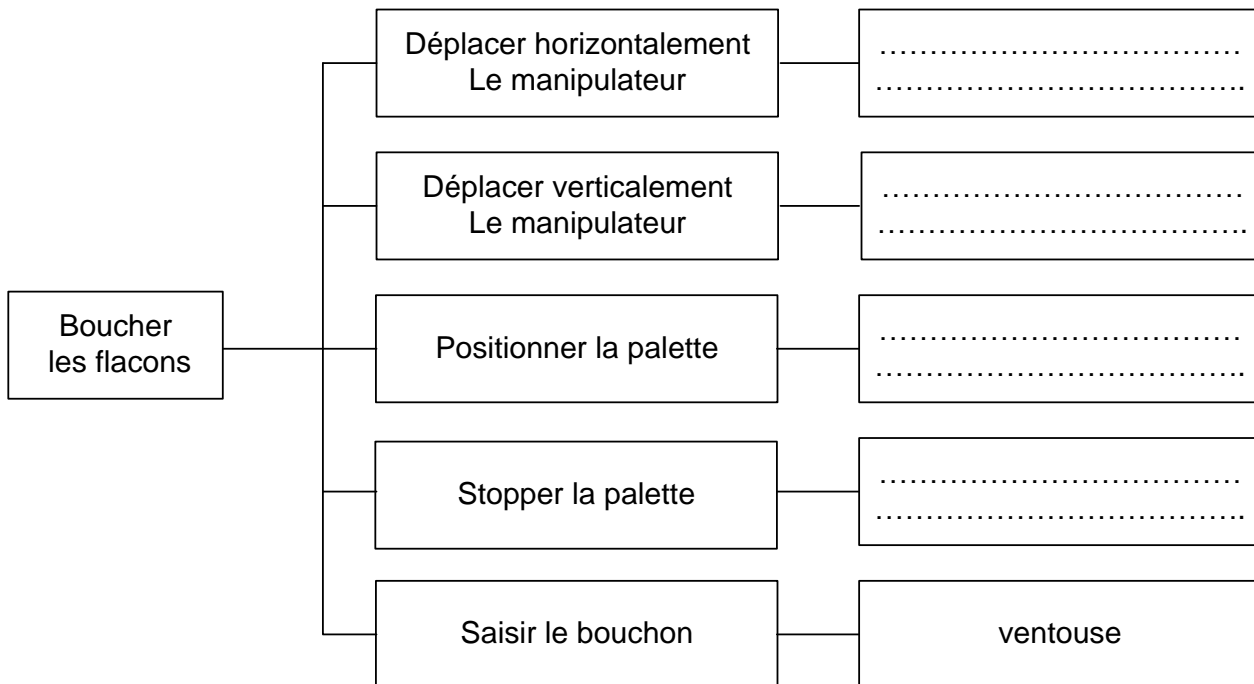 Déplacer horizontalement
Le manipulateur
……………………………… 
………………………………..
Déplacer verticalement
Le manipulateur
………………………………
………………………………..
Boucher
les flacons
Positionner la palette
………………………………
………………………………..
Stopper la palette
………………………………
………………………………..
Saisir le bouchon
ventouse